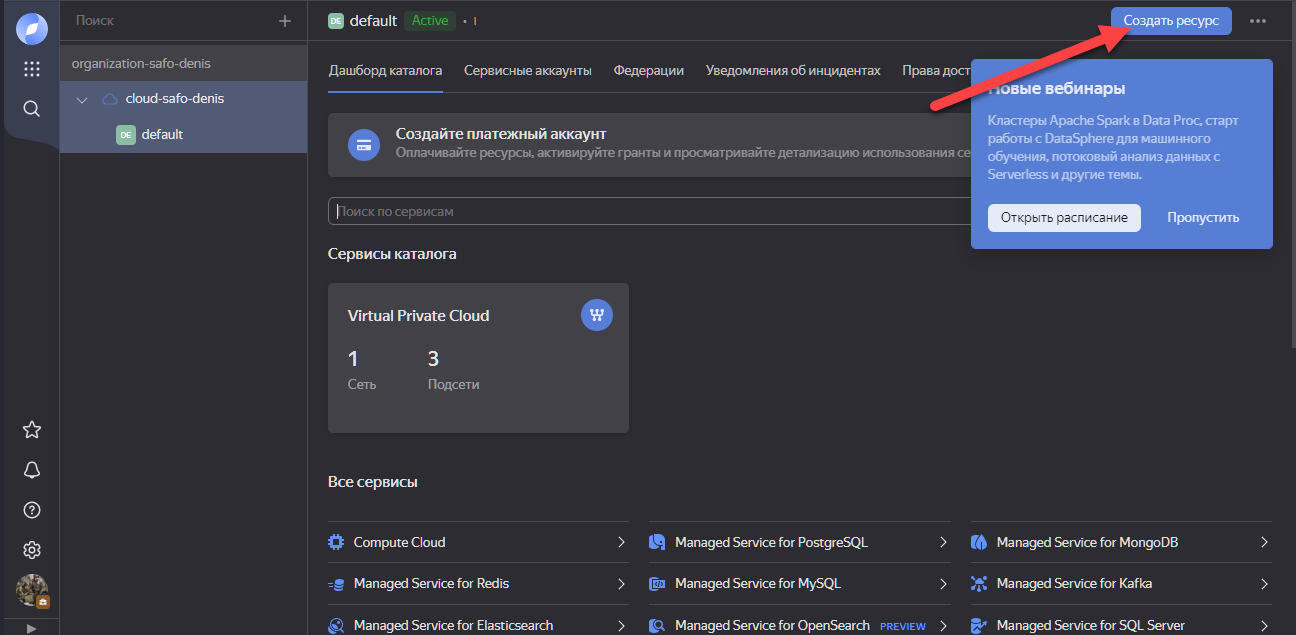 Поиск
organization-safo-denis
cloud-safo-denis
DE default
DE default Active
Создать ресурс
Дашборд каталога Сервисные аккаунты Федерации Уведомления об инцидентах Права дост
Создайте платежный аккаунт
Оплачивайте ресурсы, активируйте гранты и просматривайте детализацию использования се
Новые вебинары
Кластеры Apache Spark в Data Proc, старт
работы с DataSphere для машинного
обучения, потоковый анализ данных с
Serverless и другие темы.
Открыть расписание Пропустить
Поиск по сервисам
Сервисы каталога
Virtual Private Cloud
1 3
Сеть Подсети
Все сервисы
Compute Cloud Managed Service for PostgreSQL Managed Service for MongoDB
Managed Service for Redis Managed Service for MySQL Managed Service for Kafka
Managed Service for Elasticsearch Managed Service for OpenSearch PREVIEW Managed Service for SQL Server